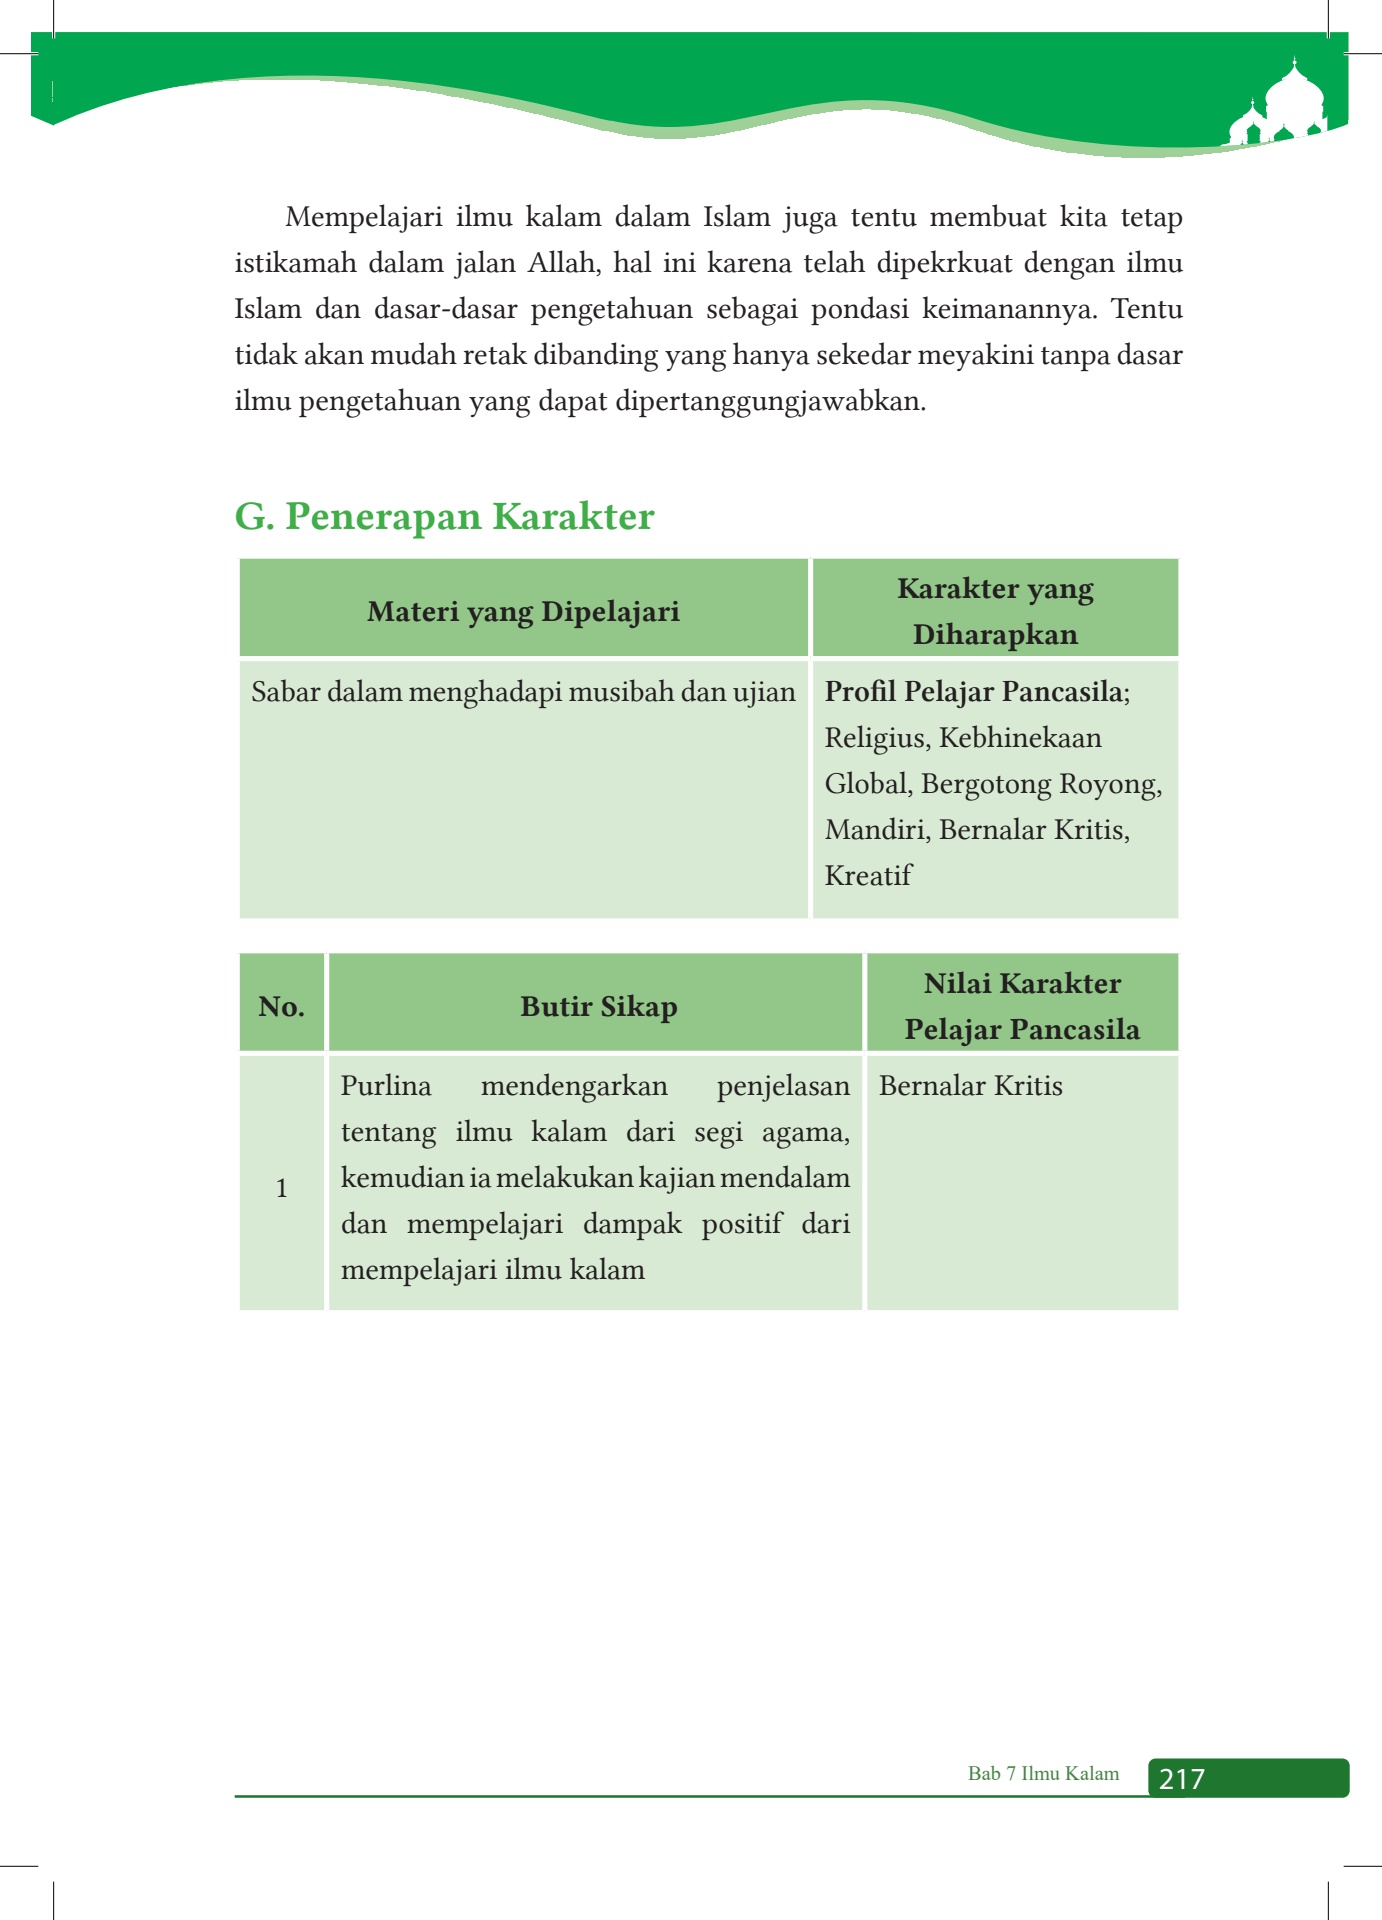 Mempelajari ilmu kalam dalam Islam juga tentu membuat kita tetap
istikamah dalam jalan Allah, hal ini karena telah dipekrkuat dengan ilmu
Islam dan dasar-dasar pengetahuan sebagai pondasi keimanannya. Tentu
tidak akan mudah retak dibanding yang hanya sekedar meyakini tanpa dasar
ilmu pengetahuan yang dapat dipertanggungjawabkan.
G. Penerapan Karakter
Materi yang Dipelajari
Karakter yang
Diharapkan
Sabar dalam menghadapi musibah dan ujian
Profil Pelajar Pancasila;
Religius, Kebhinekaan
Global, Bergotong Royong,
Mandiri, Bernalar Kritis,
Kreatif
No.
Butir Sikap
Nilai Karakter
Pelajar Pancasila
1
Purlina mendengarkan penjelasan
tentang ilmu kalam dari segi agama,
kemudian ia melakukan kajian mendalam
dan mempelajari dampak positif dari
mempelajari ilmu kalam
Bernalar Kritis
Bab 7 Ilmu Kalam
217